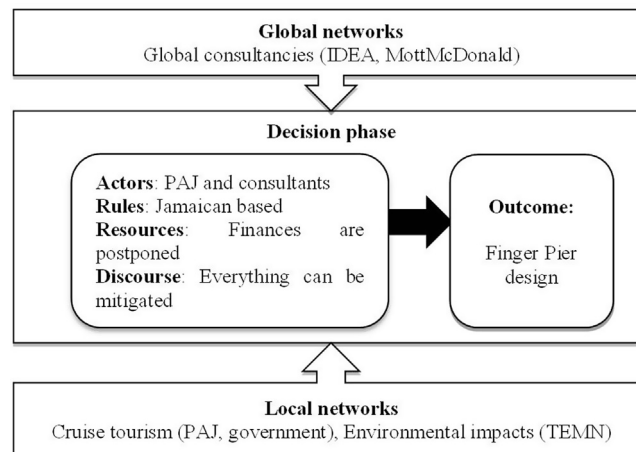 Global networks
Global consultancies (IDEA, MottMcDonald)
Decision phase
Actors: PAJ and consultants
Rules: Jamaican based
Resources: Finances are
postponed
Discourse: Everything can be
mitigated
Outcome:
Finger Pier
design
Local networks
Cruise tourism (PAJ, government), Environmental impacts (TEMN)